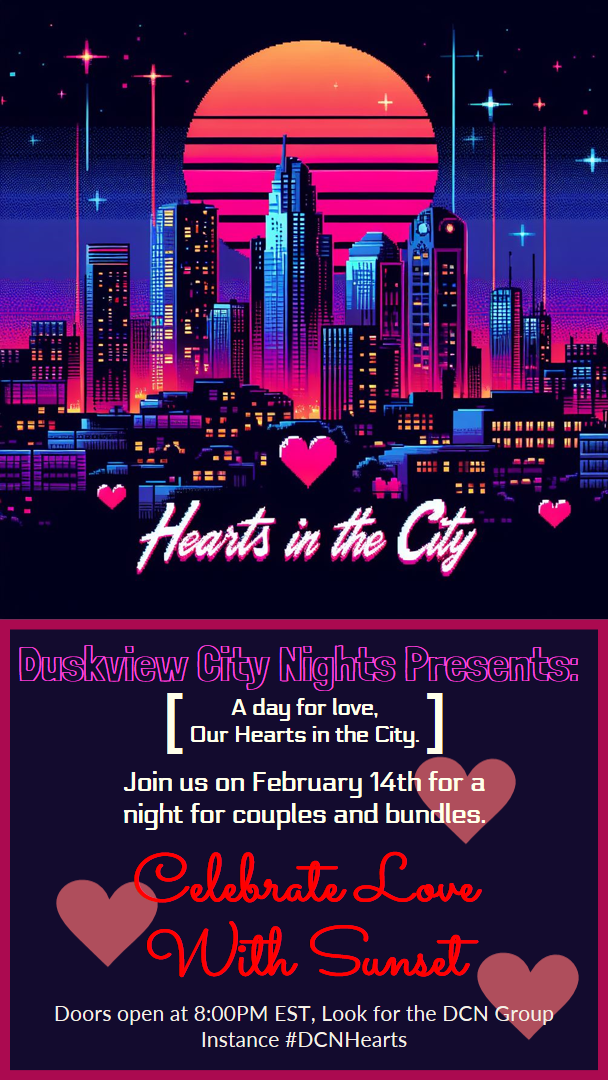 Hearts in the City
Duskview City Nights Presents:
[ A day for love,
Our Hearts in the City. ]
Join us on February 14th for a
night for couples and bundles.
Celebrate Love
With Sunset
Doors open at 8:00PM EST, Look for the DCN Group
Instance #DCNHearts